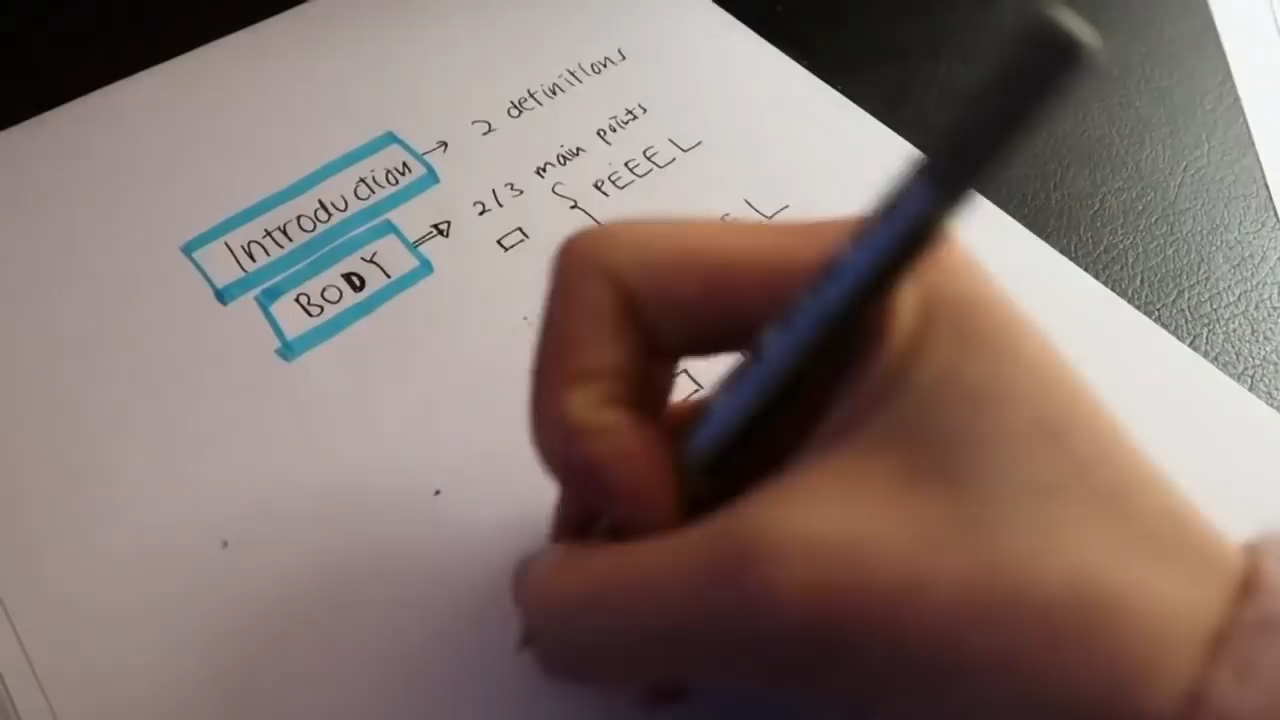 Introduction → 2 definitions
BODY ⇒ 2/3 main points
PEEEL